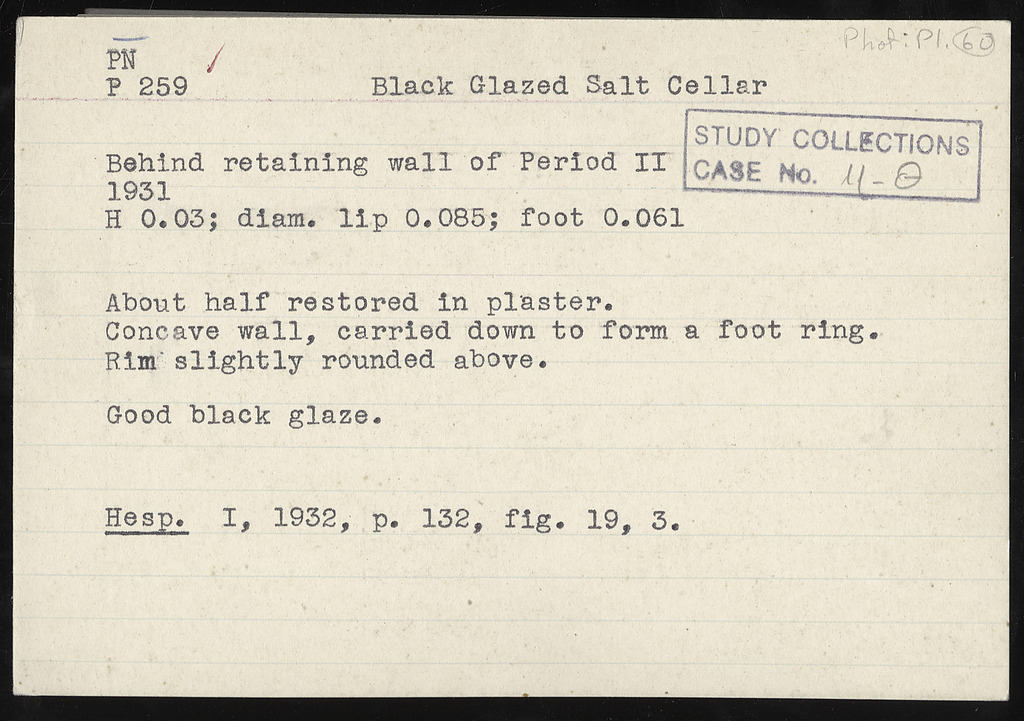 Phot: Pl. 60
PN
P 259 Black Glazed Salt Cellar
STUDY COLLECTIONS
CASE No.
Behind retaining wall of Period II
1931
H 0.03; diam. lip 0.085; foot 0.061
About half restored in plaster.
Concave wall, carried down to form a foot ring.
Rim slightly rounded above.
Good black glaze.
Hesp. I, 1932, p. 132, fig. 19, 3.